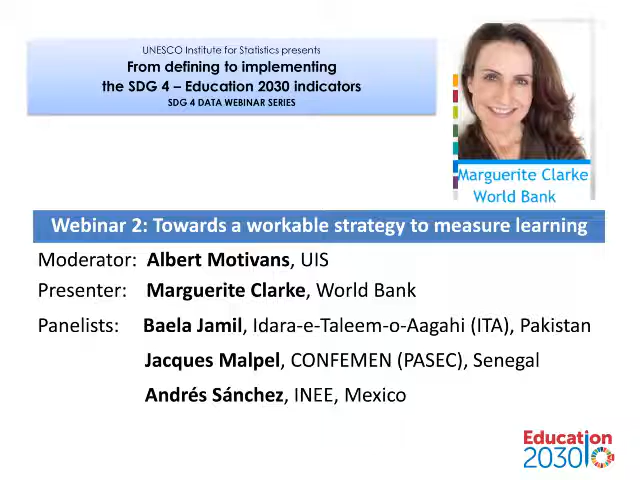 UNESCO Institute for Statistics presents
From defining to implementing
the SDG 4 – Education 2030 indicators
SDG 4 DATA WEBINAR SERIES
Marguerite Clarke
World Bank
Webinar 2: Towards a workable strategy to measure learning
Moderator: Albert Motivans, UIS
Presenter: Marguerite Clarke, World Bank
Panelists: Baela Jamil, Idara-e-Taleem-o-Aagahi (ITA), Pakistan
Jacques Malpel, CONFEMEN (PASEC), Senegal
Andrés Sánchez, INEE, Mexico
Education
2030